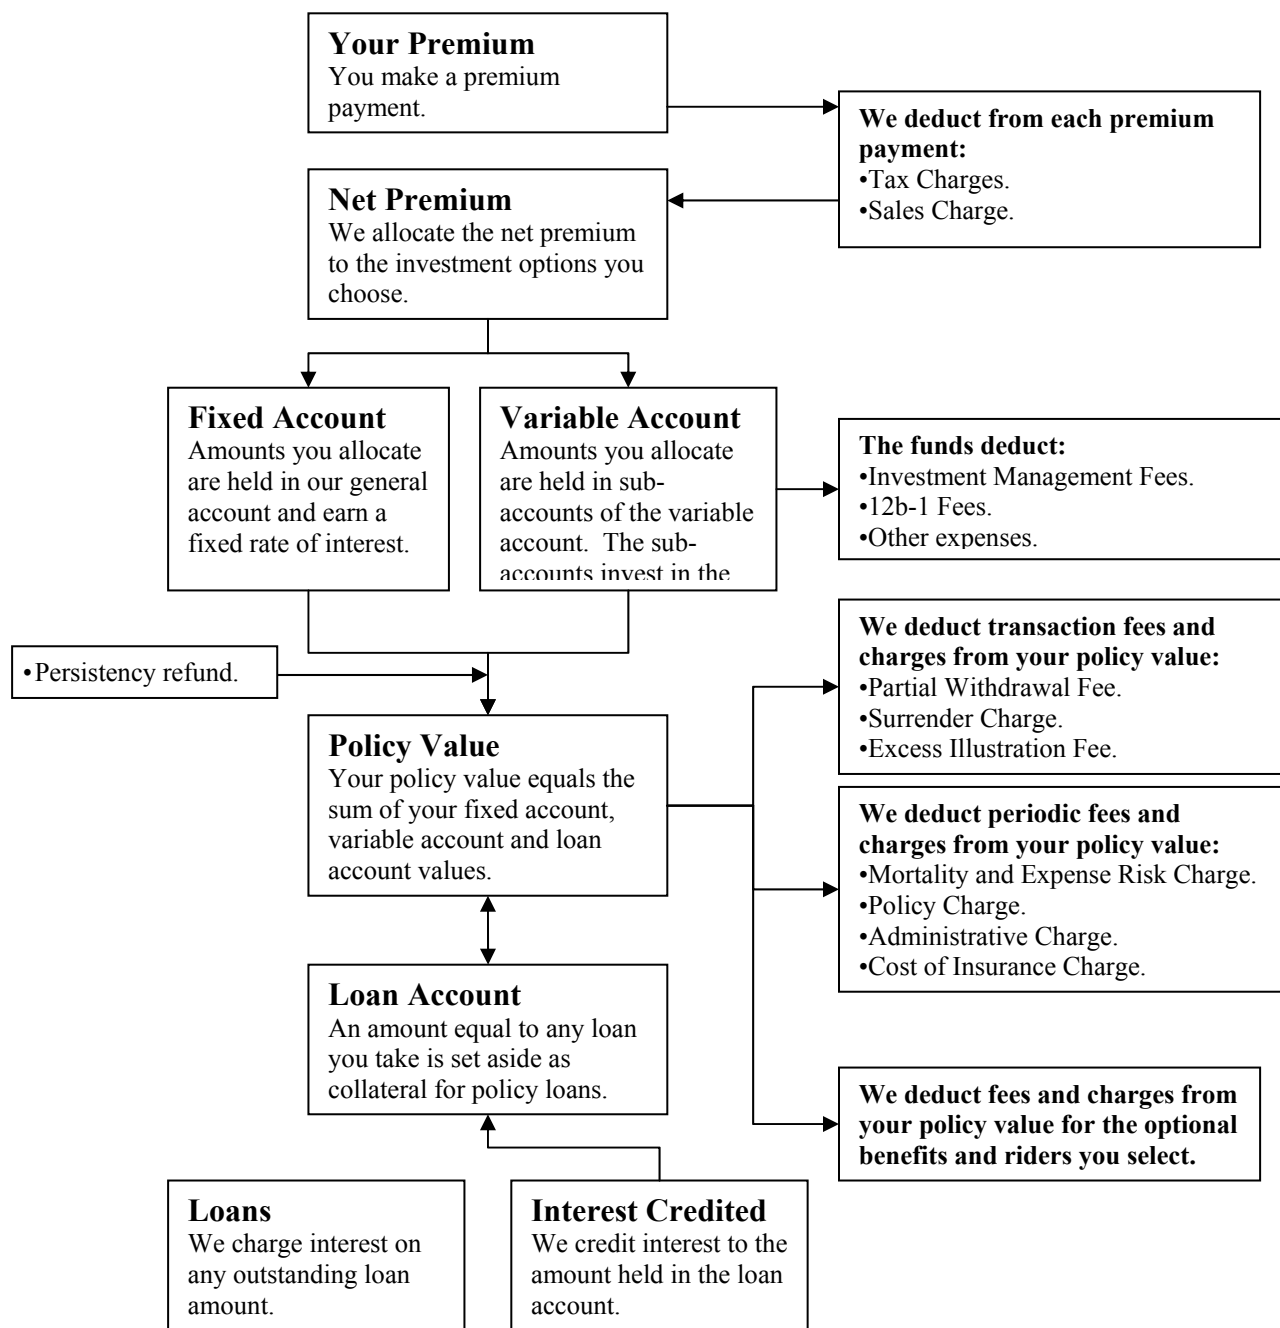 Your Premium
You make a premium
payment.
We deduct from each premium
payment:
•Tax Charges.
•Sales Charge.
Net Premium
We allocate the net premium
to the investment options you
choose.
Fixed Account
Amounts you allocate
are held in our general
account and earn a
fixed rate of interest.
Variable Account
Amounts you allocate
are held in sub-
accounts of the variable
account.  The sub-
accounts invest in the
The funds deduct:
•Investment Management Fees.
•12b-1 Fees.
•Other expenses.
•Persistency refund.
We deduct transaction fees and
charges from your policy value:
•Partial Withdrawal Fee.
•Surrender Charge.
•Excess Illustration Fee.
Policy Value
Your policy value equals the
sum of your fixed account,
variable account and loan
account values.
We deduct periodic fees and
charges from your policy value:
•Mortality and Expense Risk Charge.
•Policy Charge.
•Administrative Charge.
•Cost of Insurance Charge.
Loan Account
An amount equal to any loan
you take is set aside as
collateral for policy loans.
We deduct fees and charges from
your policy value for the optional
benefits and riders you select.
Loans
We charge interest on
any outstanding loan
amount.
Interest Credited
We credit interest to the
amount held in the loan
account.